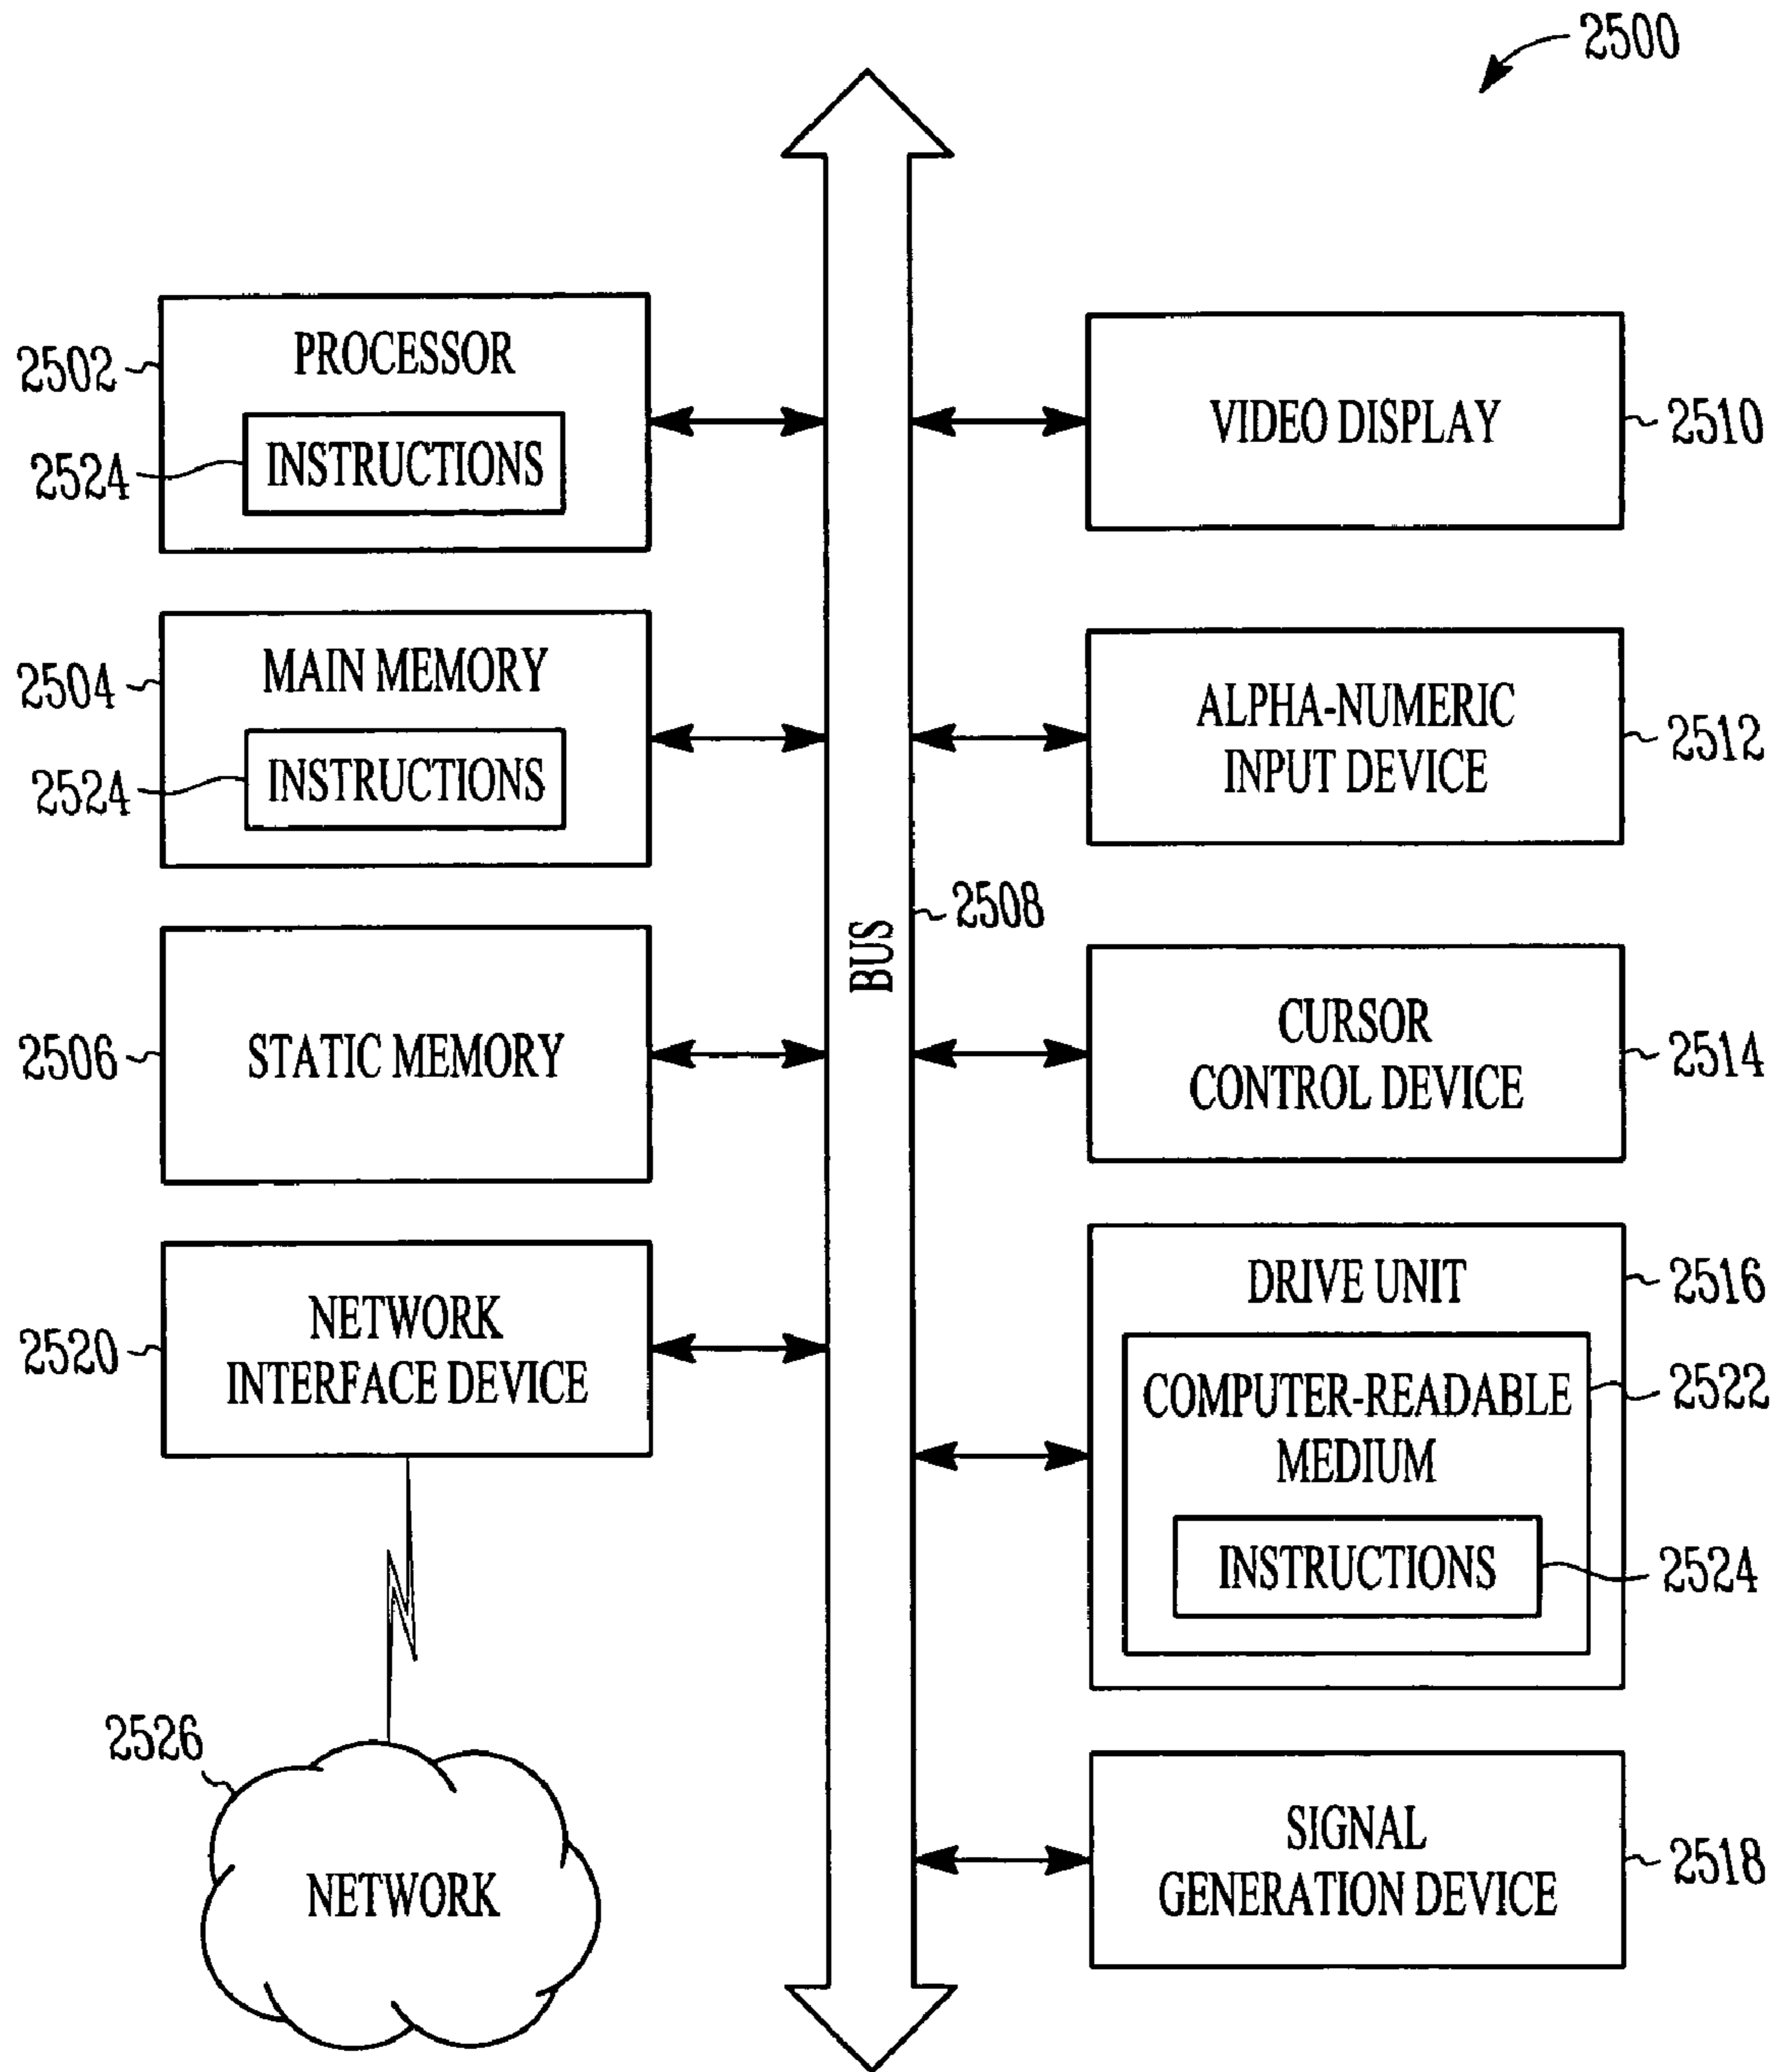 2500
PROCESSOR
2502
INSTRUCTIONS
2524
MAIN MEMORY
2504
INSTRUCTIONS
2524
STATIC MEMORY
2506
NETWORK
INTERFACE DEVICE
2520
2526
NETWORK
BUS
2508
VIDEO DISPLAY
2510
ALPHA-NUMERIC
INPUT DEVICE
2512
CURSOR
CONTROL DEVICE
2514
DRIVE UNIT
2516
COMPUTER-READABLE
MEDIUM
2522
INSTRUCTIONS
2524
SIGNAL
GENERATION DEVICE
2518